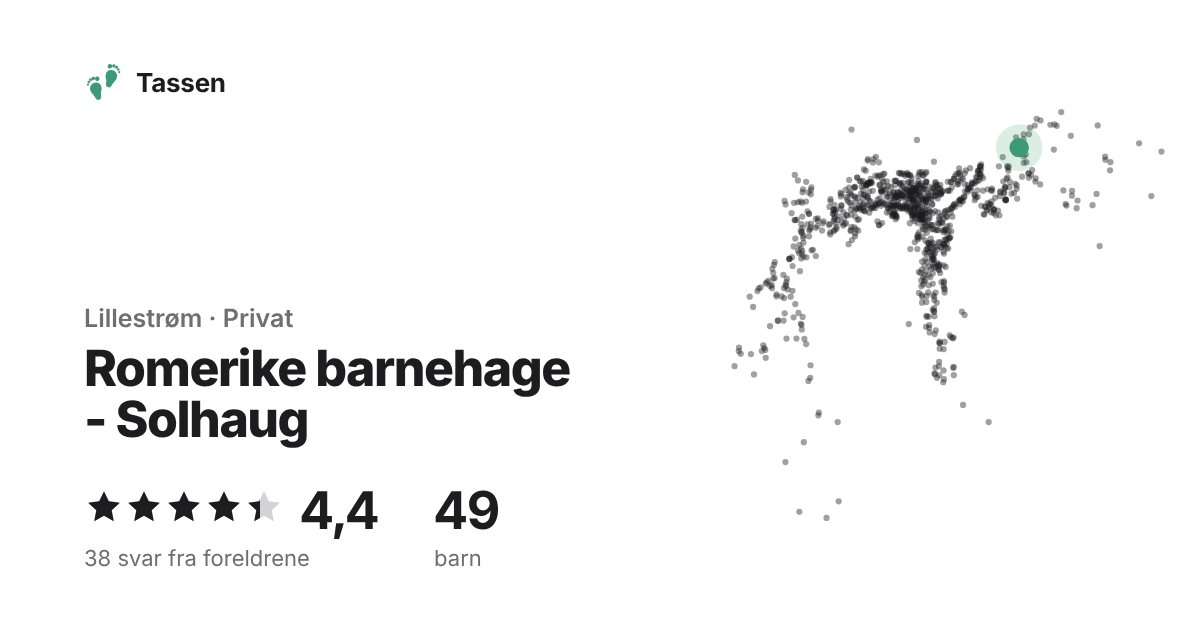 Tassen
Lillestrøm · Privat
Romerike barnehage
- Solhaug
4,4
49
38 svar fra foreldrene
barn